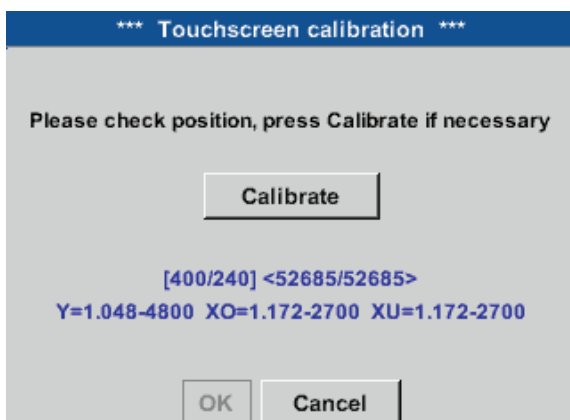 *** Touchscreen calibration ***
Please check position, press Calibrate if necessary
Calibrate
[400/240] <52685/52685>
Y=1.048-4800 XO=1.172-2700 XU=1.172-2700
OK Cancel